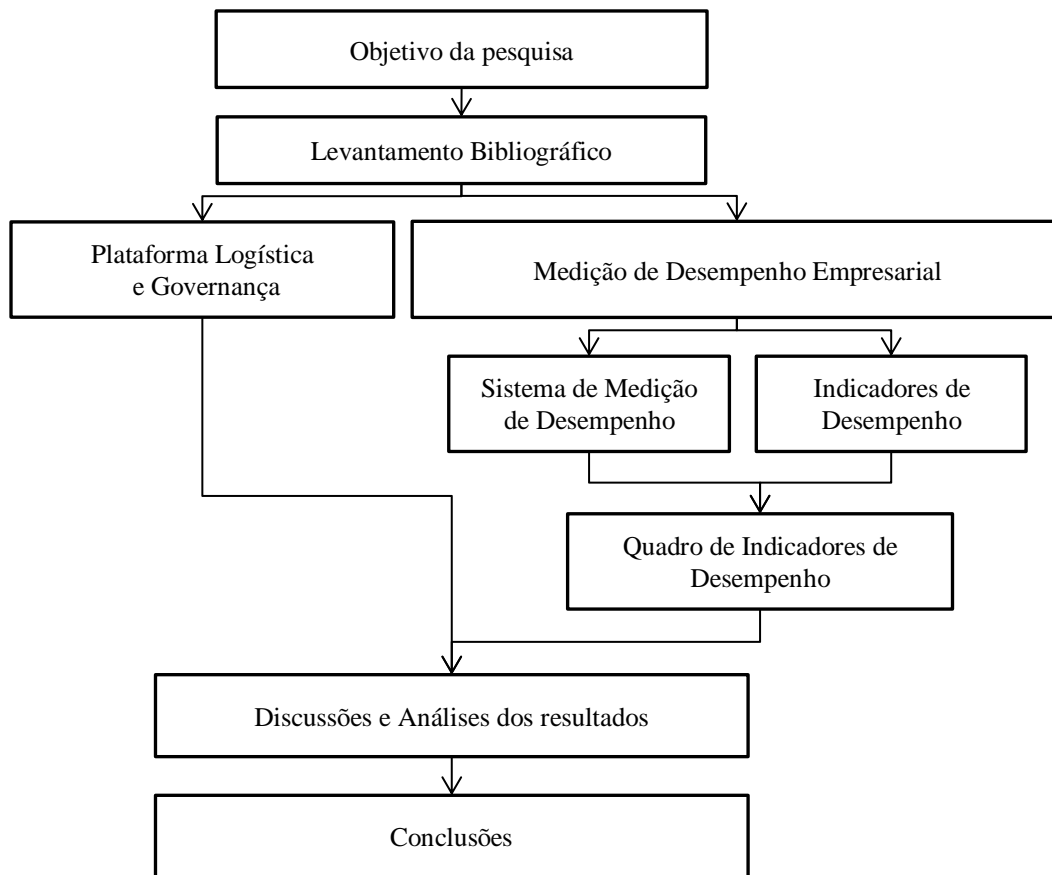 Objetivo da pesquisa
Levantamento Bibliográfico
Plataforma Logística
e Governança
Medição de Desempenho Empresarial
Sistema de Medição
de Desempenho
Indicadores de
Desempenho
Quadro de Indicadores de
Desempenho
Discussões e Análises dos resultados
Conclusões